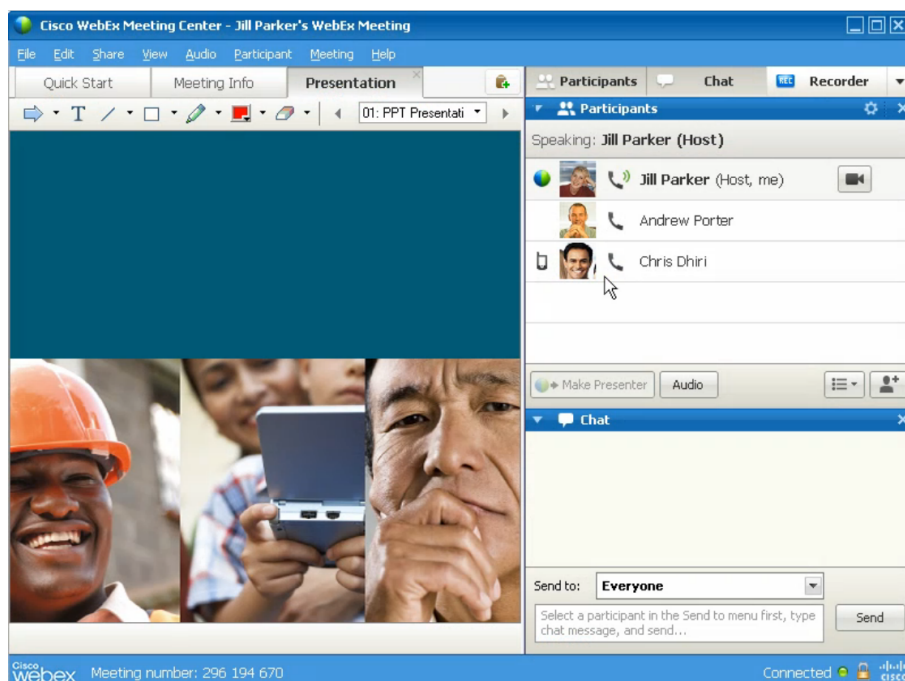 Cisco WebEx Meeting Center - Jill Parker's WebEx Meeting
File Edit Share View Audio Participant Meeting Help
Quick Start Meeting Info Presentation
Participants Chat REC Recorder
T 01: PPT Presentati
Participants
Speaking: Jill Parker (Host)
Jill Parker (Host, me)
Andrew Porter
Chris Dhiri
Make Presenter Audio
Chat
Send to: Everyone
Select a participant in the Send to menu first, type
chat message, and send...
Send
Cisco
webex Meeting number: 296 194 670 Connected
CISCO